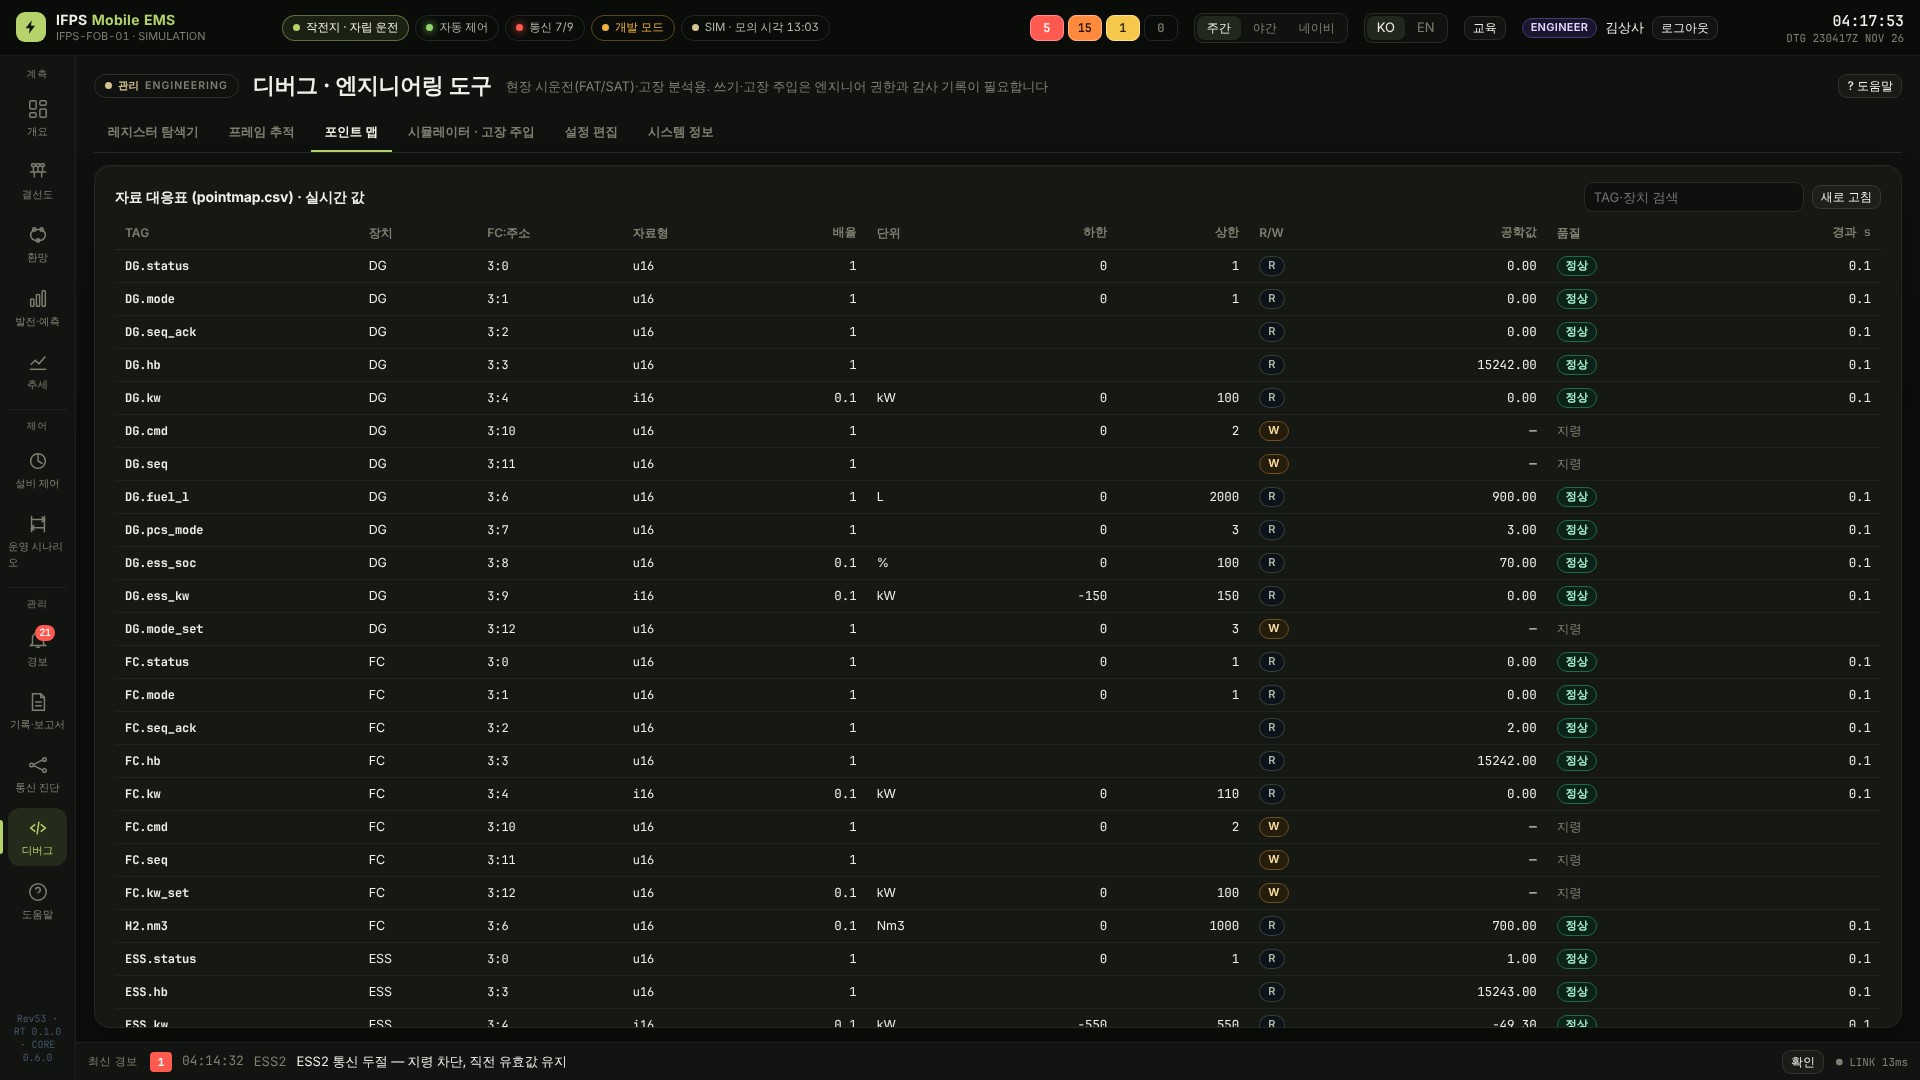 IFPS Mobile EMS
IFPS-FOB-01 · SIMULATION
작전지 · 자립 운전
자동 제어
통신 7/9
개발 모드
SIM · 모의 시각 13:03
5 15 1 0
주간 야간 네이비
KO EN
교육
ENGINEER 김상사 로그아웃
04:17:53
DTG 230417Z NOV 26
계측
개요
결선도
환망
발전·예측
추세
제어
설비 제어
운영 시나리
오
관리
21
경보
기록·보고서
통신 진단
디버그
도움말
Rev53 ·
RT 0.1.0
· CORE
0.6.0
관리 ENGINEERING
디버그 · 엔지니어링 도구
현장 시운전(FAT/SAT)·고장 분석용. 쓰기·고장 주입은 엔지니어 권한과 감사 기록이 필요합니다
? 도움말
레지스터 탐색기 프레임 추적 포인트 맵 시뮬레이터 · 고장 주입 설정 편집 시스템 정보
자료 대응표 (pointmap.csv) · 실시간 값
TAG·장치 검색
새로 고침
TAG 장치 FC:주소 자료형 배율 단위 하한 상한 R/W 공학값 품질 경과 s
DG.status DG 3:0 u16 1 0 1 R 0.00 정상 0.1
DG.mode DG 3:1 u16 1 0 1 R 0.00 정상 0.1
DG.seq_ack DG 3:2 u16 1 R 0.00 정상 0.1
DG.hb DG 3:3 u16 1 R 15242.00 정상 0.1
DG.kw DG 3:4 i16 0.1 kW 0 100 R 0.00 정상 0.1
DG.cmd DG 3:10 u16 1 0 2 W — 지령
DG.seq DG 3:11 u16 1 W — 지령
DG.fuel_l DG 3:6 u16 1 L 0 2000 R 900.00 정상 0.1
DG.pcs_mode DG 3:7 u16 1 0 3 R 3.00 정상 0.1
DG.ess_soc DG 3:8 u16 0.1 % 0 100 R 70.00 정상 0.1
DG.ess_kw DG 3:9 i16 0.1 kW -150 150 R 0.00 정상 0.1
DG.mode_set DG 3:12 u16 1 0 3 W — 지령
FC.status FC 3:0 u16 1 0 1 R 0.00 정상 0.1
FC.mode FC 3:1 u16 1 0 1 R 0.00 정상 0.1
FC.seq_ack FC 3:2 u16 1 R 2.00 정상 0.1
FC.hb FC 3:3 u16 1 R 15242.00 정상 0.1
FC.kw FC 3:4 i16 0.1 kW 0 110 R 0.00 정상 0.1
FC.cmd FC 3:10 u16 1 0 2 W — 지령
FC.seq FC 3:11 u16 1 W — 지령
FC.kw_set FC 3:12 u16 0.1 kW 0 100 W — 지령
H2.nm3 FC 3:6 u16 0.1 Nm3 0 1000 R 700.00 정상 0.1
ESS.status ESS 3:0 u16 1 0 1 R 1.00 정상 0.1
ESS.hb ESS 3:3 u16 1 R 15243.00 정상 0.1
ESS.kw ESS 3:4 i16 0.1 kW -550 550 R -49.30 정상 0.1
최신 경보 1 04:14:32 ESS2 ESS2 통신 두절 — 지령 차단, 직전 유효값 유지
확인
LINK 13ms